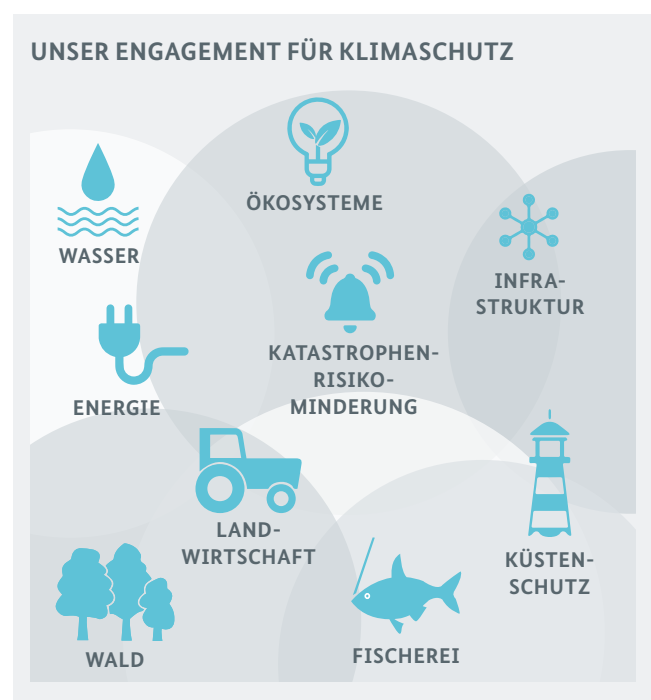 UNSER ENGAGEMENT FÜR KLIMASCHUTZ
ÖKOSYSTEME
WASSER
INFRA-
STRUKTUR
KATASTROPHEN-
RISIKO-
MINDERUNG
ENERGIE
LAND-
WIRTSCHAFT
KÜSTEN-
SCHUTZ
WALD
FISCHEREI